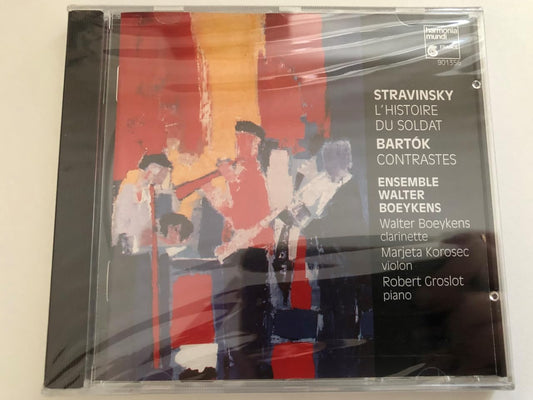 harmonia
mundi
FRANCE
901356
STRAVINSKY
L'HISTOIRE
DU SOLDAT
BARTÓK
CONTRASTES
ENSEMBLE
WALTER
BOEYKENS
Walter Boeykens
clarinette
Marjeta Korosec
violon
Robert Groslot
piano